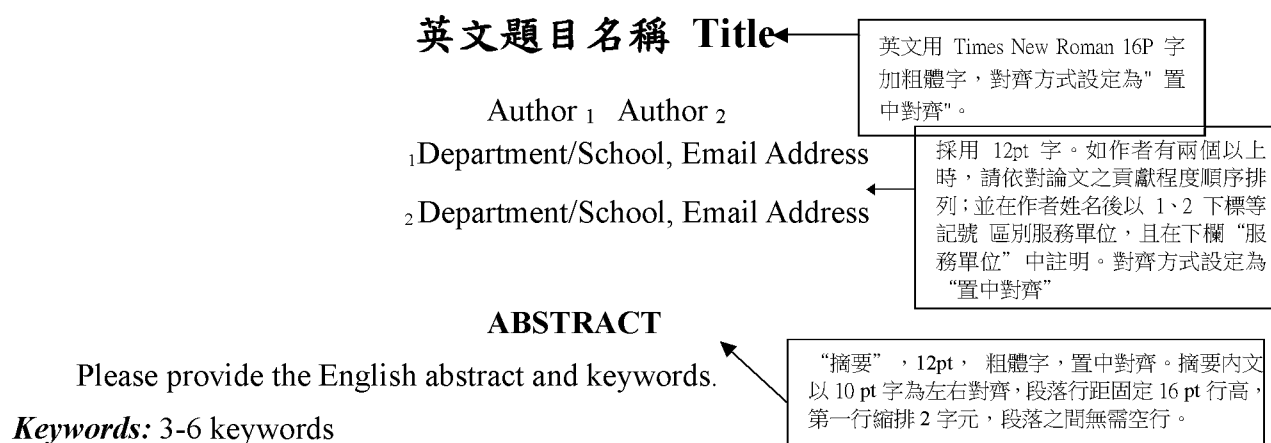 英文題目名稱 Title
英文用 Times New Roman 16P 字
加粗體字，對齊方式設定為" 置
中對齊"。
Author 1 Author 2
1Department/School, Email Address
2 Department/School, Email Address
採用 12pt 字。如作者有兩個以上
時，請依對論文之貢獻程度順序排
列；並在作者姓名後以 1、2 下標等
記號 區別服務單位，且在下欄“服
務單位”中註明。對齊方式設定為
“置中對齊”
ABSTRACT
“摘要”，12pt， 粗體字，置中對齊。摘要內文
以 10 pt 字為左右對齊，段落行距固定 16 pt 行高，
第一行縮排 2 字元，段落之間無需空行。
Please provide the English abstract and keywords.
Keywords: 3-6 keywords